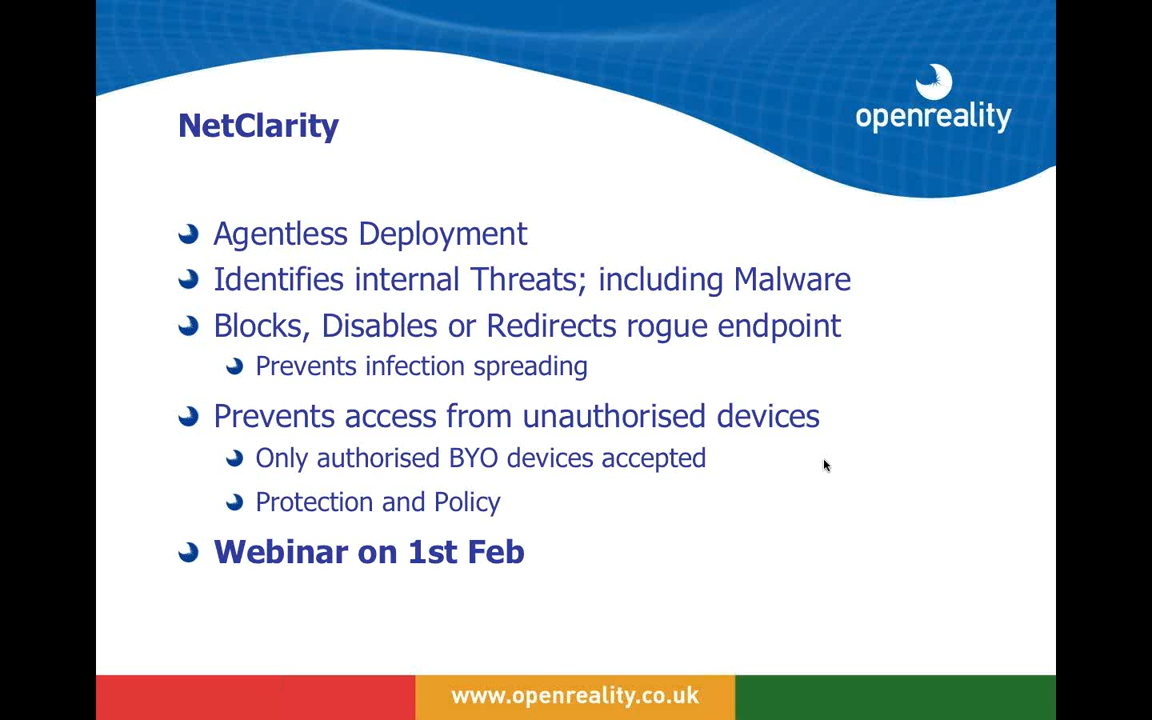 openreality
NetClarity
Agentless Deployment
Identifies internal Threats; including Malware
Blocks, Disables or Redirects rogue endpoint
Prevents infection spreading
Prevents access from unauthorised devices
Only authorised BYO devices accepted
Protection and Policy
Webinar on 1st Feb
www.openreality.co.uk